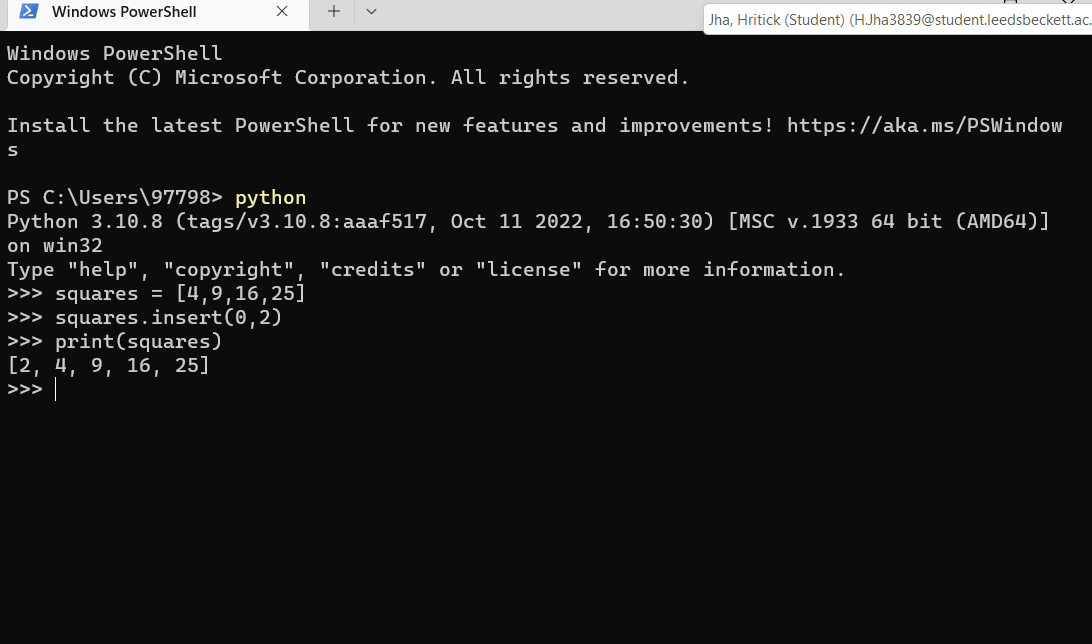 Windows PowerShell
Jha, Hritick (Student) (H.Jha3839@student.leedsbeckett.ac.
Windows PowerShell
Copyright (C) Microsoft Corporation. All rights reserved.
Install the latest PowerShell for new features and improvements! https://aka.ms/PSWindow
s
PS C:\Users\97798> python
Python 3.10.8 (tags/v3.10.8:aaaf517, Oct 11 2022, 16:50:30) [MSC v.1933 64 bit (AMD64)]
on win32
Type "help", "copyright", "credits" or "license" for more information.
>>> squares = [4,9,16,25]
>>> squares.insert(0,2)
>>> print(squares)
[2, 4, 9, 16, 25]
>>>